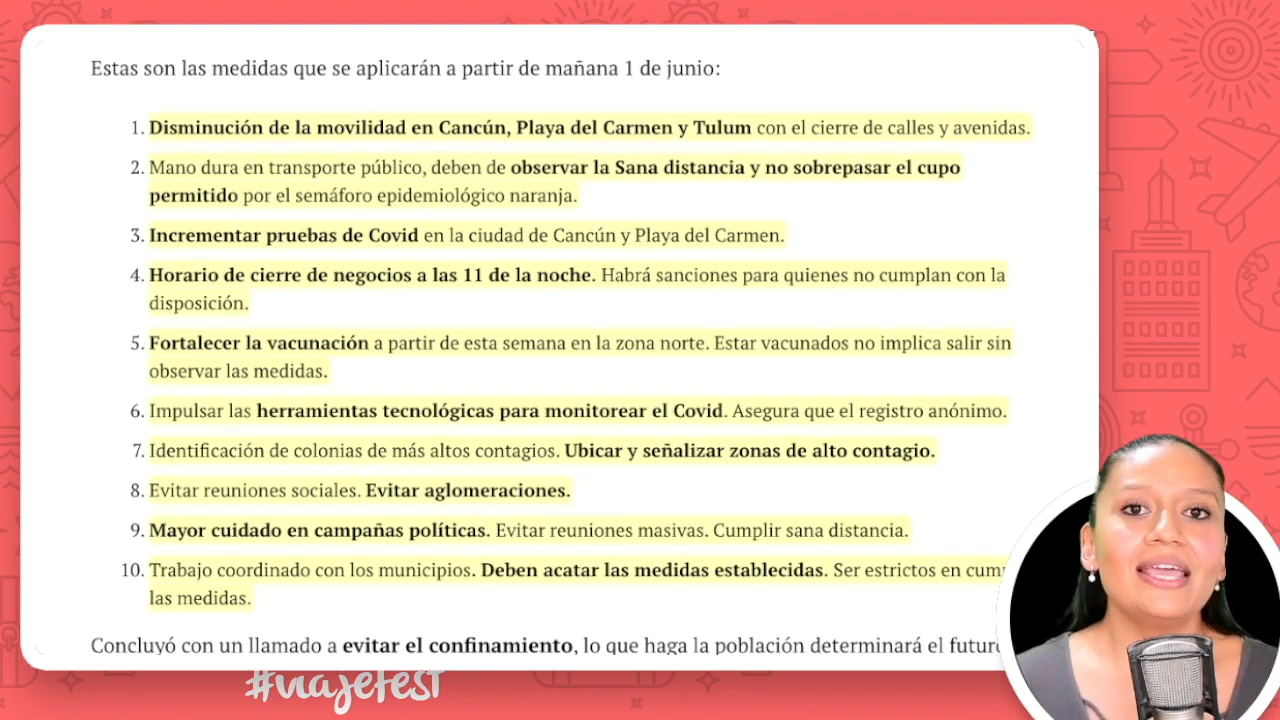 Estas son las medidas que se aplicarán a partir de mañana 1 de junio:
1. Disminución de la movilidad en Cancún, Playa del Carmen y Tulum con el cierre de calles y avenidas.
2. Mano dura en transporte público, deben de observar la Sana distancia y no sobrepasar el cupo
permitido por el semáforo epidemiológico naranja.
3. Incrementar pruebas de Covid en la ciudad de Cancún y Playa del Carmen.
4. Horario de cierre de negocios a las 11 de la noche. Habrá sanciones para quienes no cumplan con la
disposición.
5. Fortalecer la vacunación a partir de esta semana en la zona norte. Estar vacunados no implica salir sin
observar las medidas.
6. Impulsar las herramientas tecnológicas para monitorear el Covid. Asegura que el registro anónimo.
7. Identificación de colonias de más altos contagios. Ubicar y señalizar zonas de alto contagio.
8. Evitar reuniones sociales. Evitar aglomeraciones.
9. Mayor cuidado en campañas políticas. Evitar reuniones masivas. Cumplir sana distancia.
10. Trabajo coordinado con los municipios. Deben acatar las medidas establecidas. Ser estrictos en
las medidas.
Concluyó con un llamado a evitar el confinamiento, lo que haga la población determinará el
#viajefest